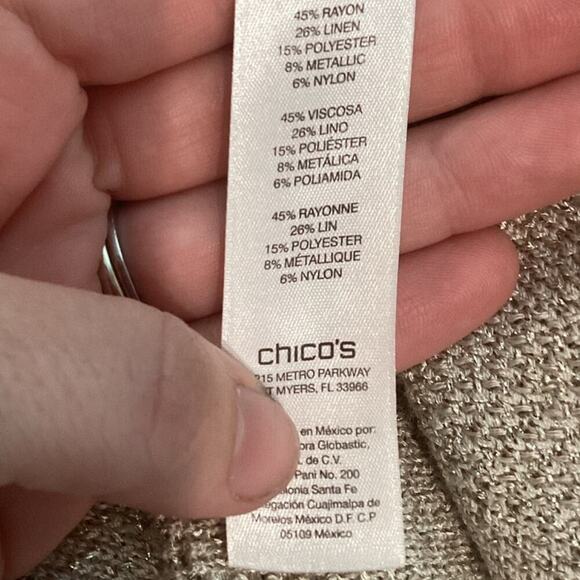 45% RAYON
26% LINEN
15% POLYESTER
8% METALLIC
6% NYLON
45% VISCOSA
26% LINO
15% POLIÉSTER
8% METÁLICA
6% POLIAMIDA
45% RAYONNE
26% LIN
15% POLYESTER
8% MÉTALLIQUE
6% NYLON
chico's
METRO PARKWAY
MYERS, FL 33966
en México por:
Globastic,
de C.V.
Pani No. 200
Santa Fe
Cuajimalpa de
Morelos México D.F. C.P
05109 México